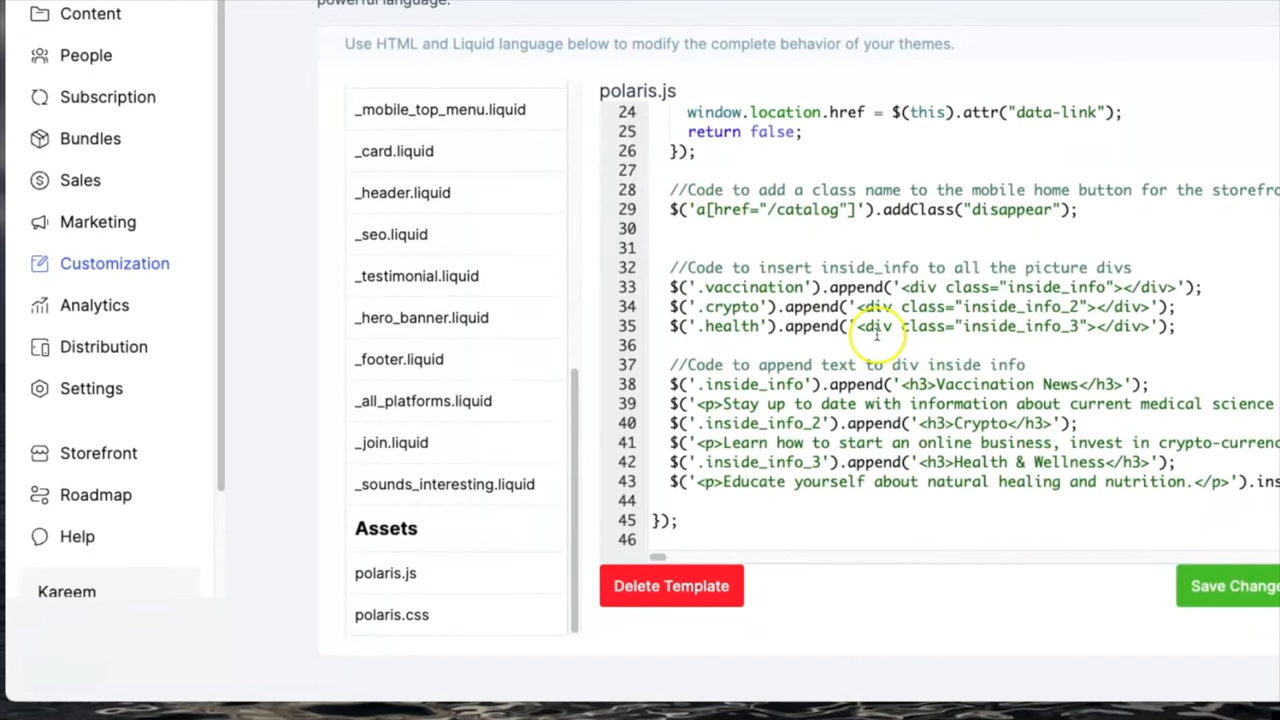 powerful language.
Content
People
Subscription
Bundles
Sales
Marketing
Customization
Analytics
Distribution
Settings
Storefront
Roadmap
Help
Kareem
Use HTML and Liquid language below to modify the complete behavior of your themes.
_mobile_top_menu.liquid
_card.liquid
_header.liquid
_seo.liquid
_testimonial.liquid
_hero_banner.liquid
_footer.liquid
_all_platforms.liquid
_join.liquid
_sounds_interesting.liquid
Assets
polaris.js
polaris.css
polaris.js
24 window.location.href = $(this).attr("data-link");
25 return false;
26 });
27
28 //Code to add a class name to the mobile home button for the storefro
29 $('a[href="/catalog"]').addClass("disappear");
30
31
32 //Code to insert inside_info to all the picture divs
33 $('.vaccination').append('<div class="inside_info"></div>');
34 $('.crypto').append('<div class="inside_info_2"></div>');
35 $('.health').append('<div class="inside_info_3"></div>');
36
37 //Code to append text to div inside info
38 $('.inside_info').append('<h3>Vaccination News</h3>');
39 $('<p>Stay up to date with information about current medical science
40 $('.inside_info_2').append('<h3>Crypto</h3>');
41 $('<p>Learn how to start an online business, invest in crypto-currenc
42 $('.inside_info_3').append('<h3>Health & Wellness</h3>');
43 $('<p>Educate yourself about natural healing and nutrition.</p>').ins
44
45 });
46
Delete Template
Save Change